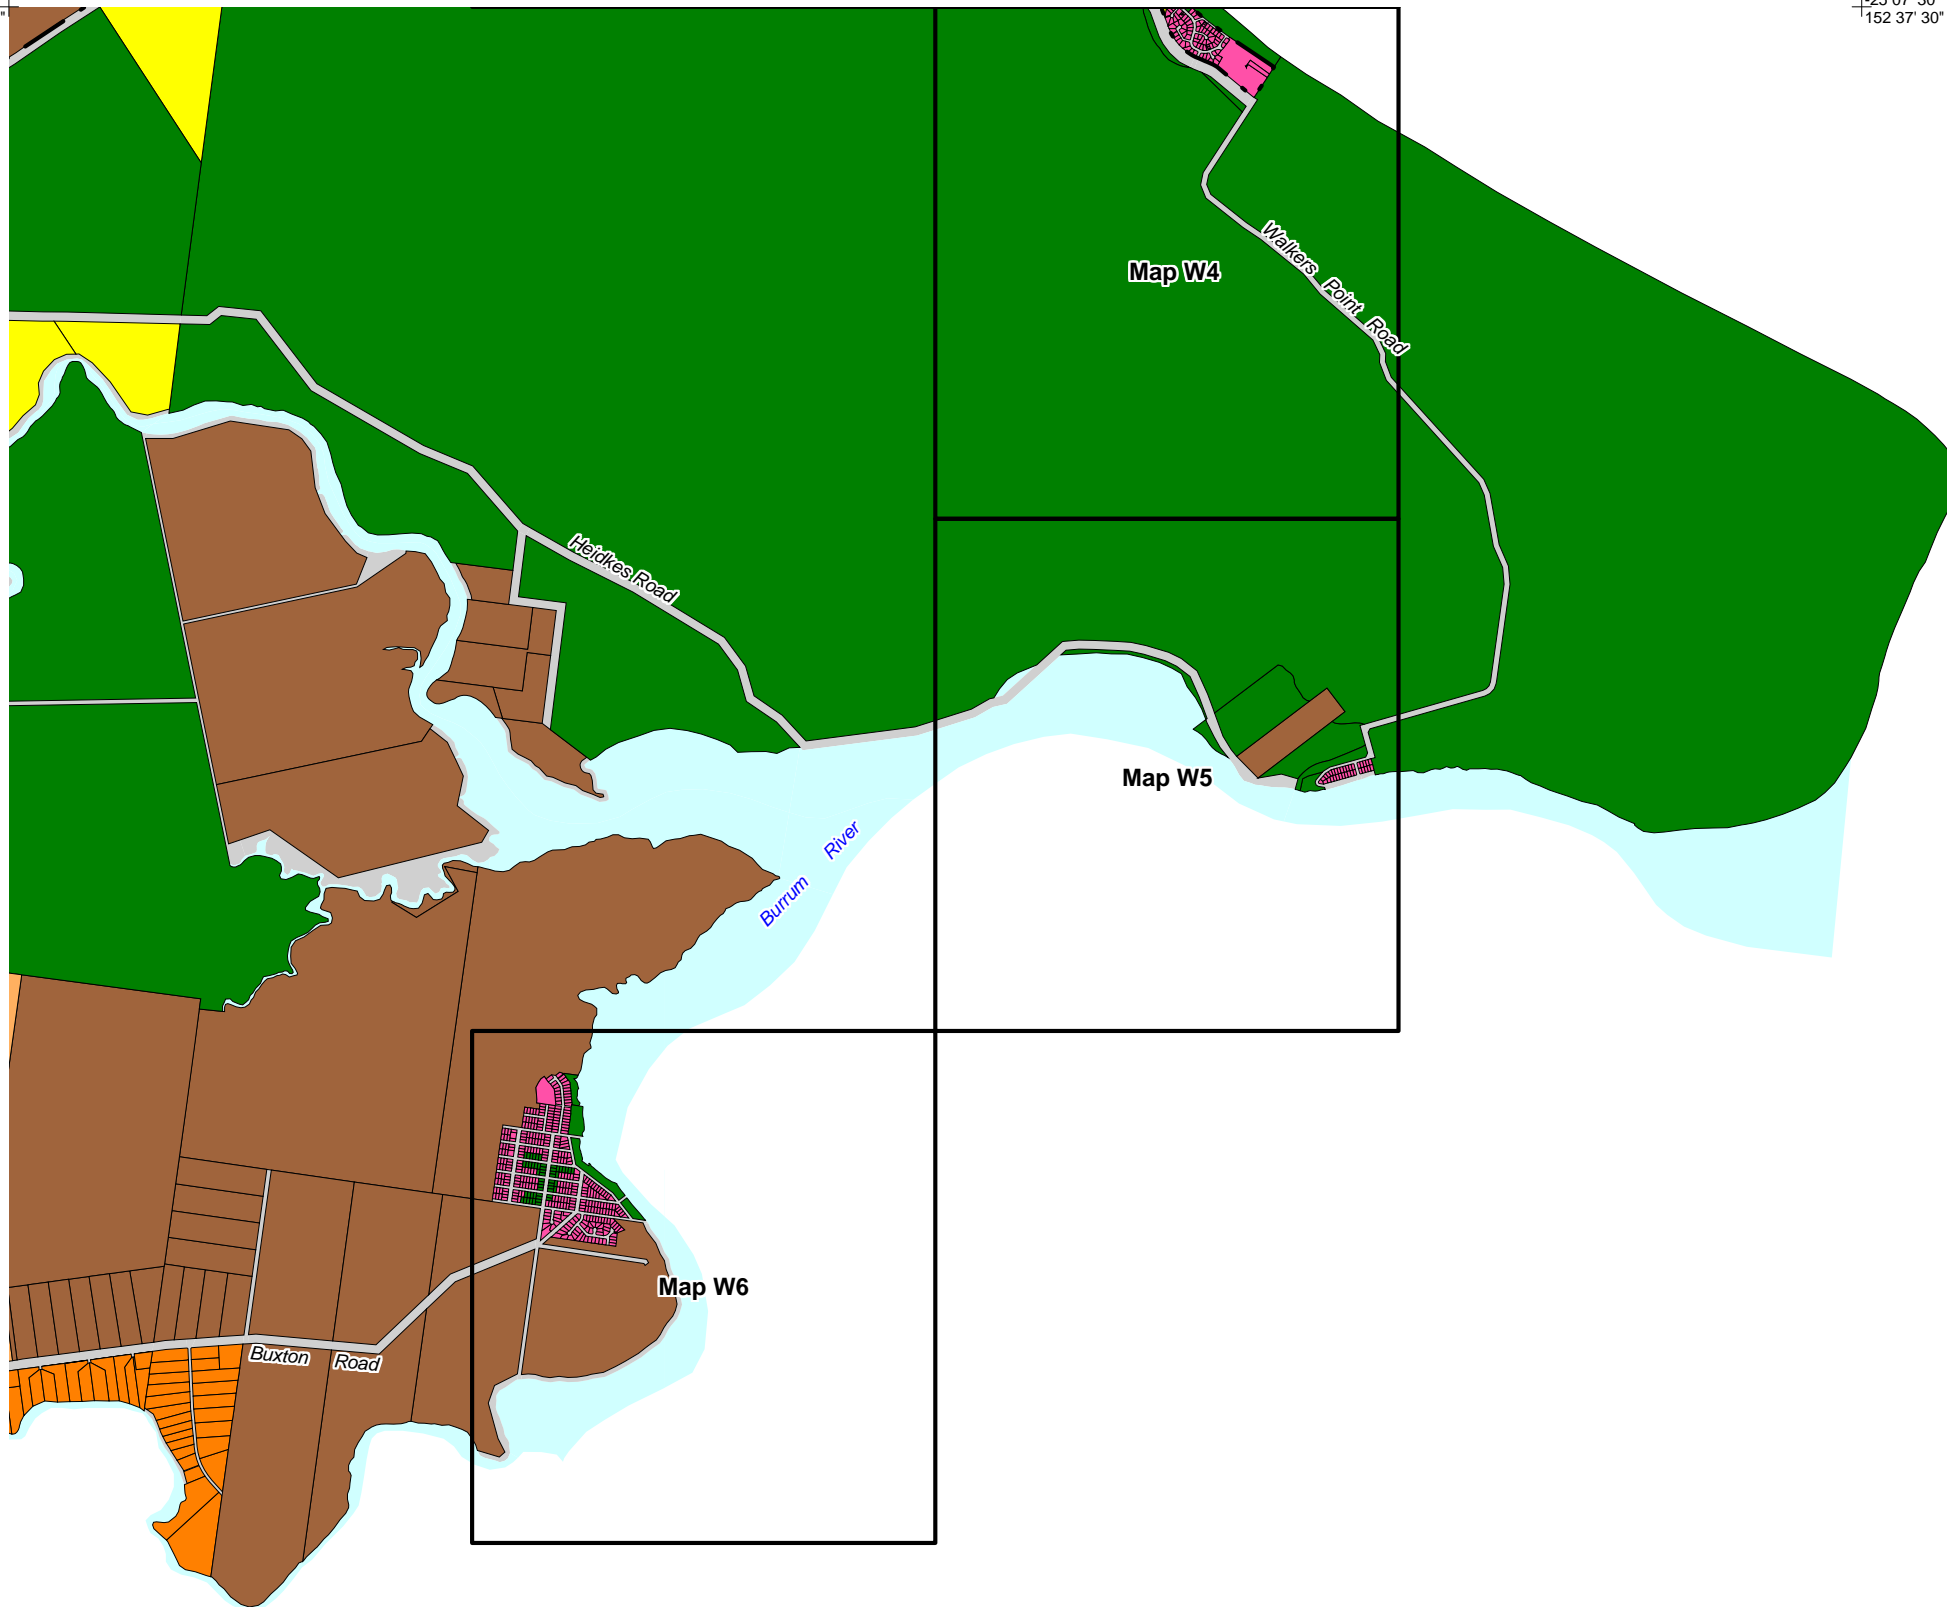 152 37' 30"
Map W4
Walkers Point Road
Heidkes Road
Map W5
Burrum River
Map W6
Buxton Road